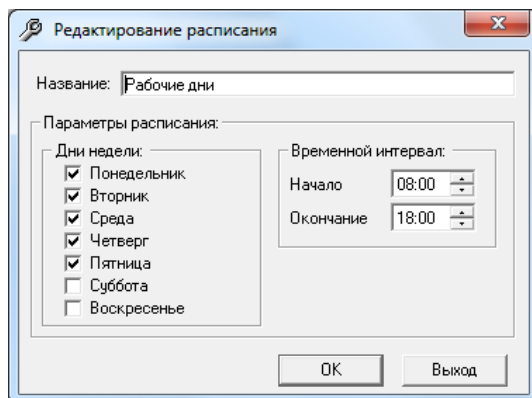 Редактирование расписания
Название: Рабочие дни
Параметры расписания:
Дни недели:
Понедельник
Вторник
Среда
Четверг
Пятница
Суббота
Воскресенье
Временной интервал:
Начало 08:00
Окончание 18:00
OK Выход